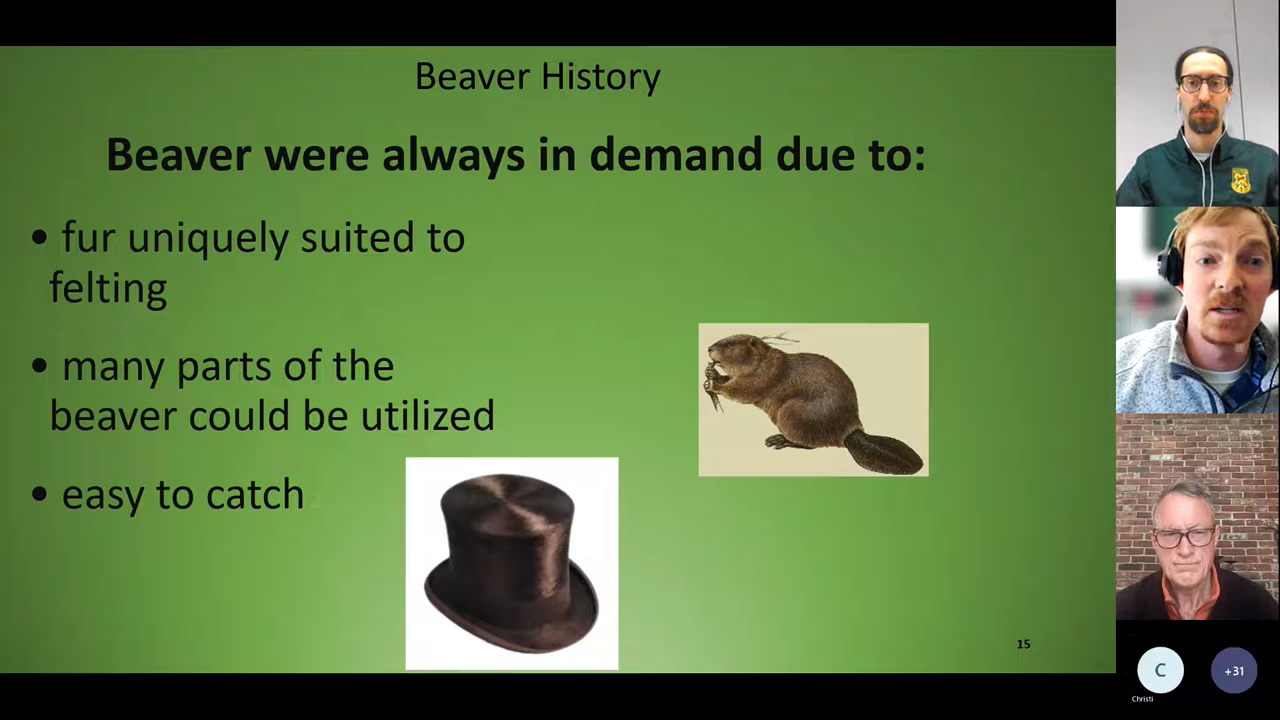 Beaver History
Beaver were always in demand due to:
• fur uniquely suited to
felting
• many parts of the
beaver could be utilized
• easy to catch
15
C
+31
Christi